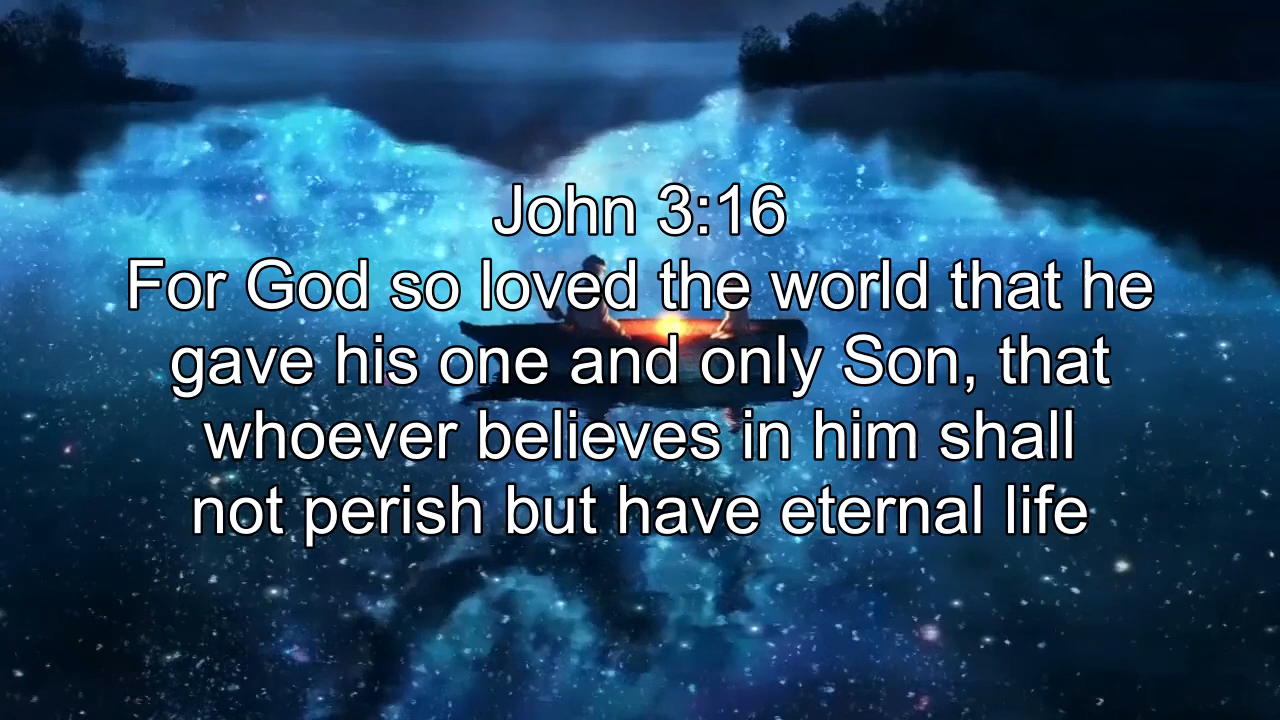 John 3:16
For God so loved the world that he
gave his one and only Son, that
whoever believes in him shall
not perish but have eternal life